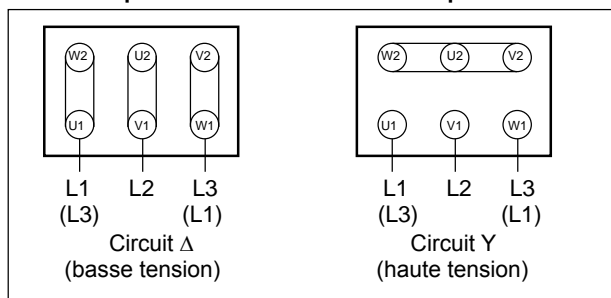 W2 U2 V2
U1 V1 W1
L1 L2 L3
(L3) (L1)
Circuit Δ
(basse tension)
W2 U2 V2
U1 V1 W1
L1 L2 L3
(L3) (L1)
Circuit Y
(haute tension)